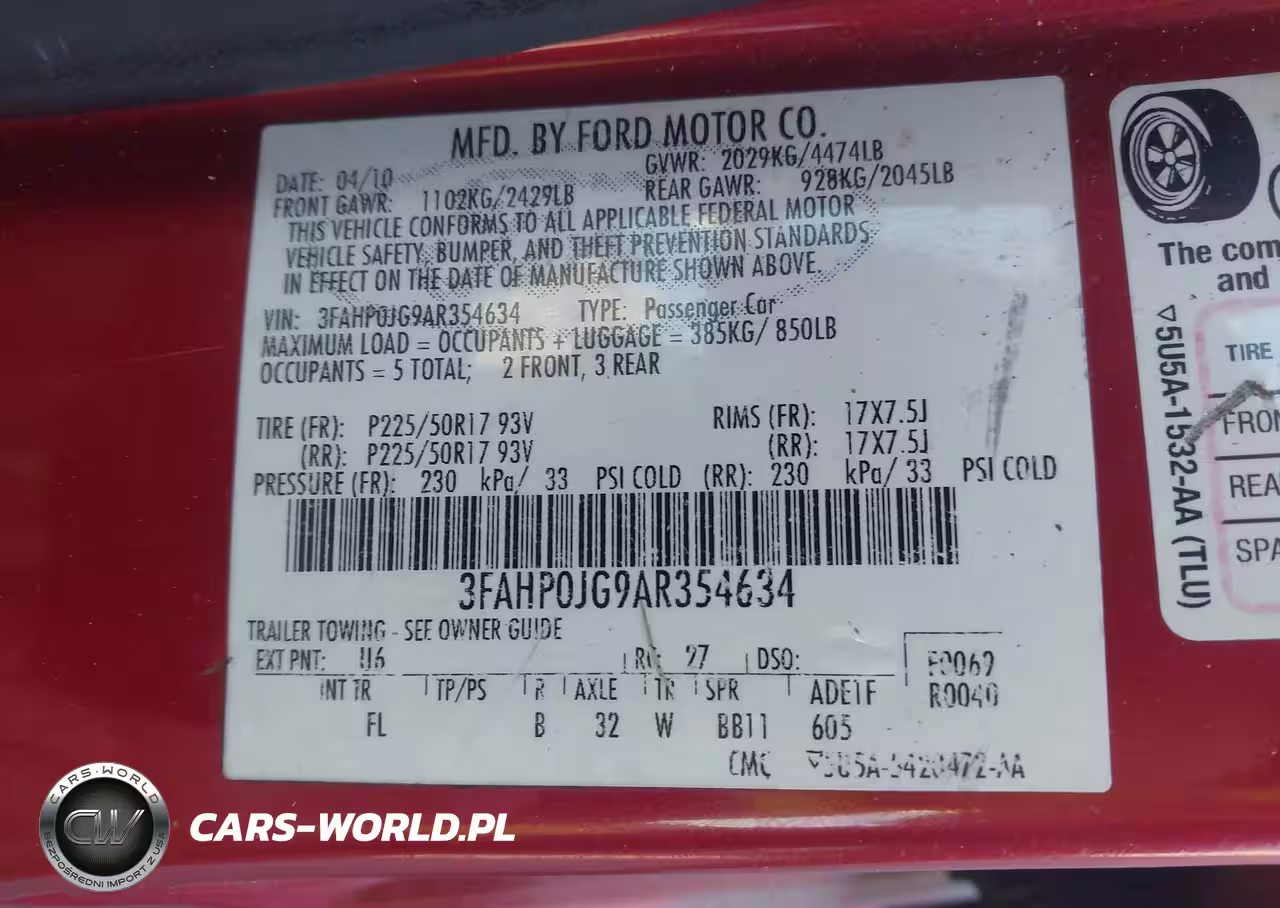 MFD. BY FORD MOTOR CO.
DATE: 04/10 GVWR: 2029KG/4474LB
FRONT GAWR: 1102KG/2429LB REAR GAWR: 928KG/2045LB
THIS VEHICLE CONFORMS TO ALL APPLICABLE FEDERAL MOTOR
VEHICLE SAFETY, BUMPER, AND THEFT PREVENTION STANDARDS
IN EFFECT ON THE DATE OF MANUFACTURE SHOWN ABOVE.
VIN: 3FAHP0JG9AR354634 TYPE: Passenger Car
MAXIMUM LOAD = OCCUPANTS + LUGGAGE = 385KG/ 850LB
OCCUPANTS = 5 TOTAL; 2 FRONT, 3 REAR
TIRE (FR): P225/50R17 93V RIMS (FR): 17X7.5J
(RR): P225/50R17 93V (RR): 17X7.5J
PRESSURE (FR): 230 kPa/ 33 PSI COLD (RR): 230 kPa/ 33 PSI COLD
3FAHP0JG9AR354634
TRAILER TOWING - SEE OWNER GUIDE
EXT PNT: RC: 27 DSO:
INT TR TP/PS R AXLE TR SPR ADE1F R0040
FL B 32 W BB11 605
CMC
The com
and
▽5U5A-1532-AA (TLU)
TIRE
FRON
REA
SPA
CARS-WORLD
CW
BEZPOŚREDNI IMPORT Z USA
CARS-WORLD.PL